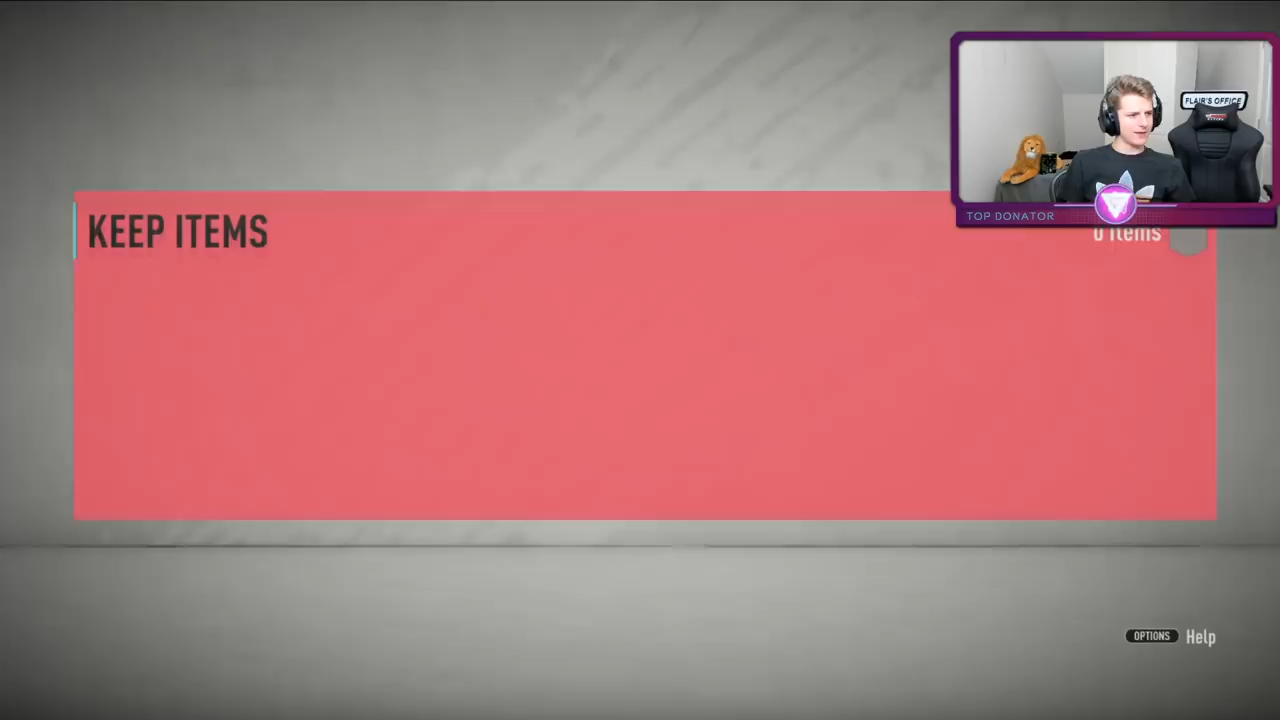 FLAIR'S OFFICE
TOP DONATOR
KEEP ITEMS
0 Items
OPTIONS Help